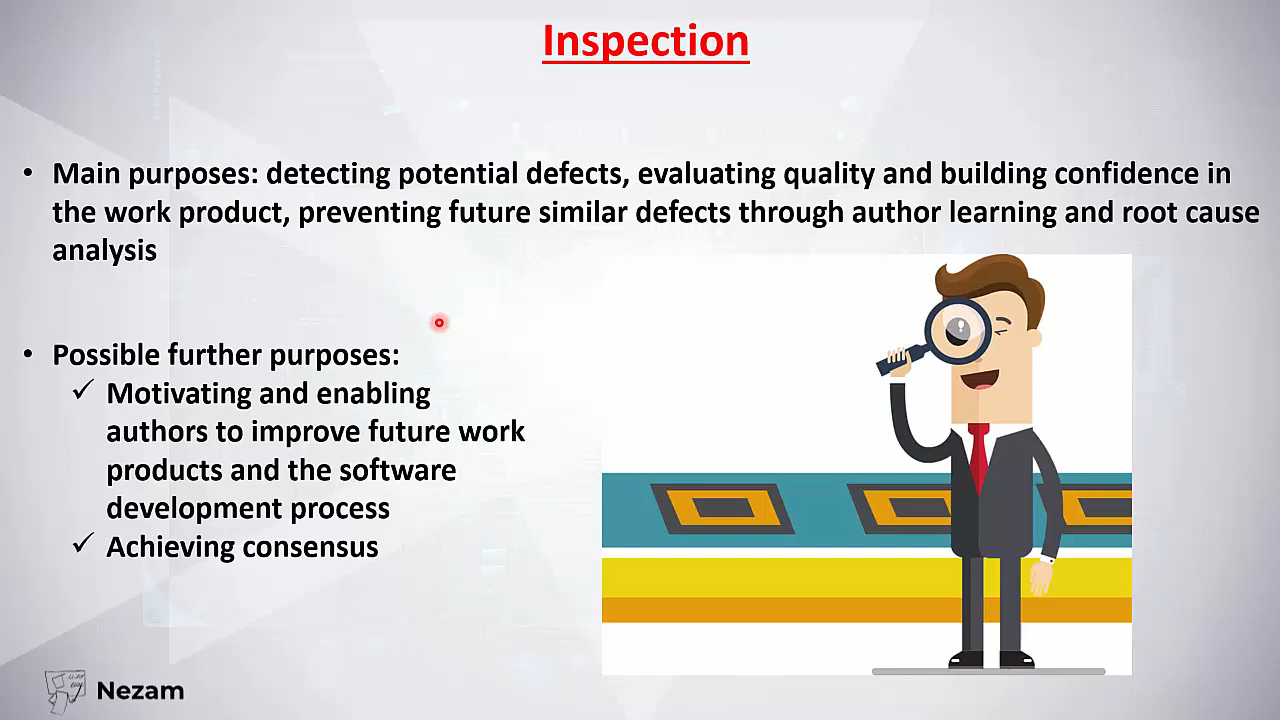 Inspection
• Main purposes: detecting potential defects, evaluating quality and building confidence in
the work product, preventing future similar defects through author learning and root cause
analysis
• Possible further purposes:
✓ Motivating and enabling
authors to improve future work
products and the software
development process
✓ Achieving consensus
Nezam